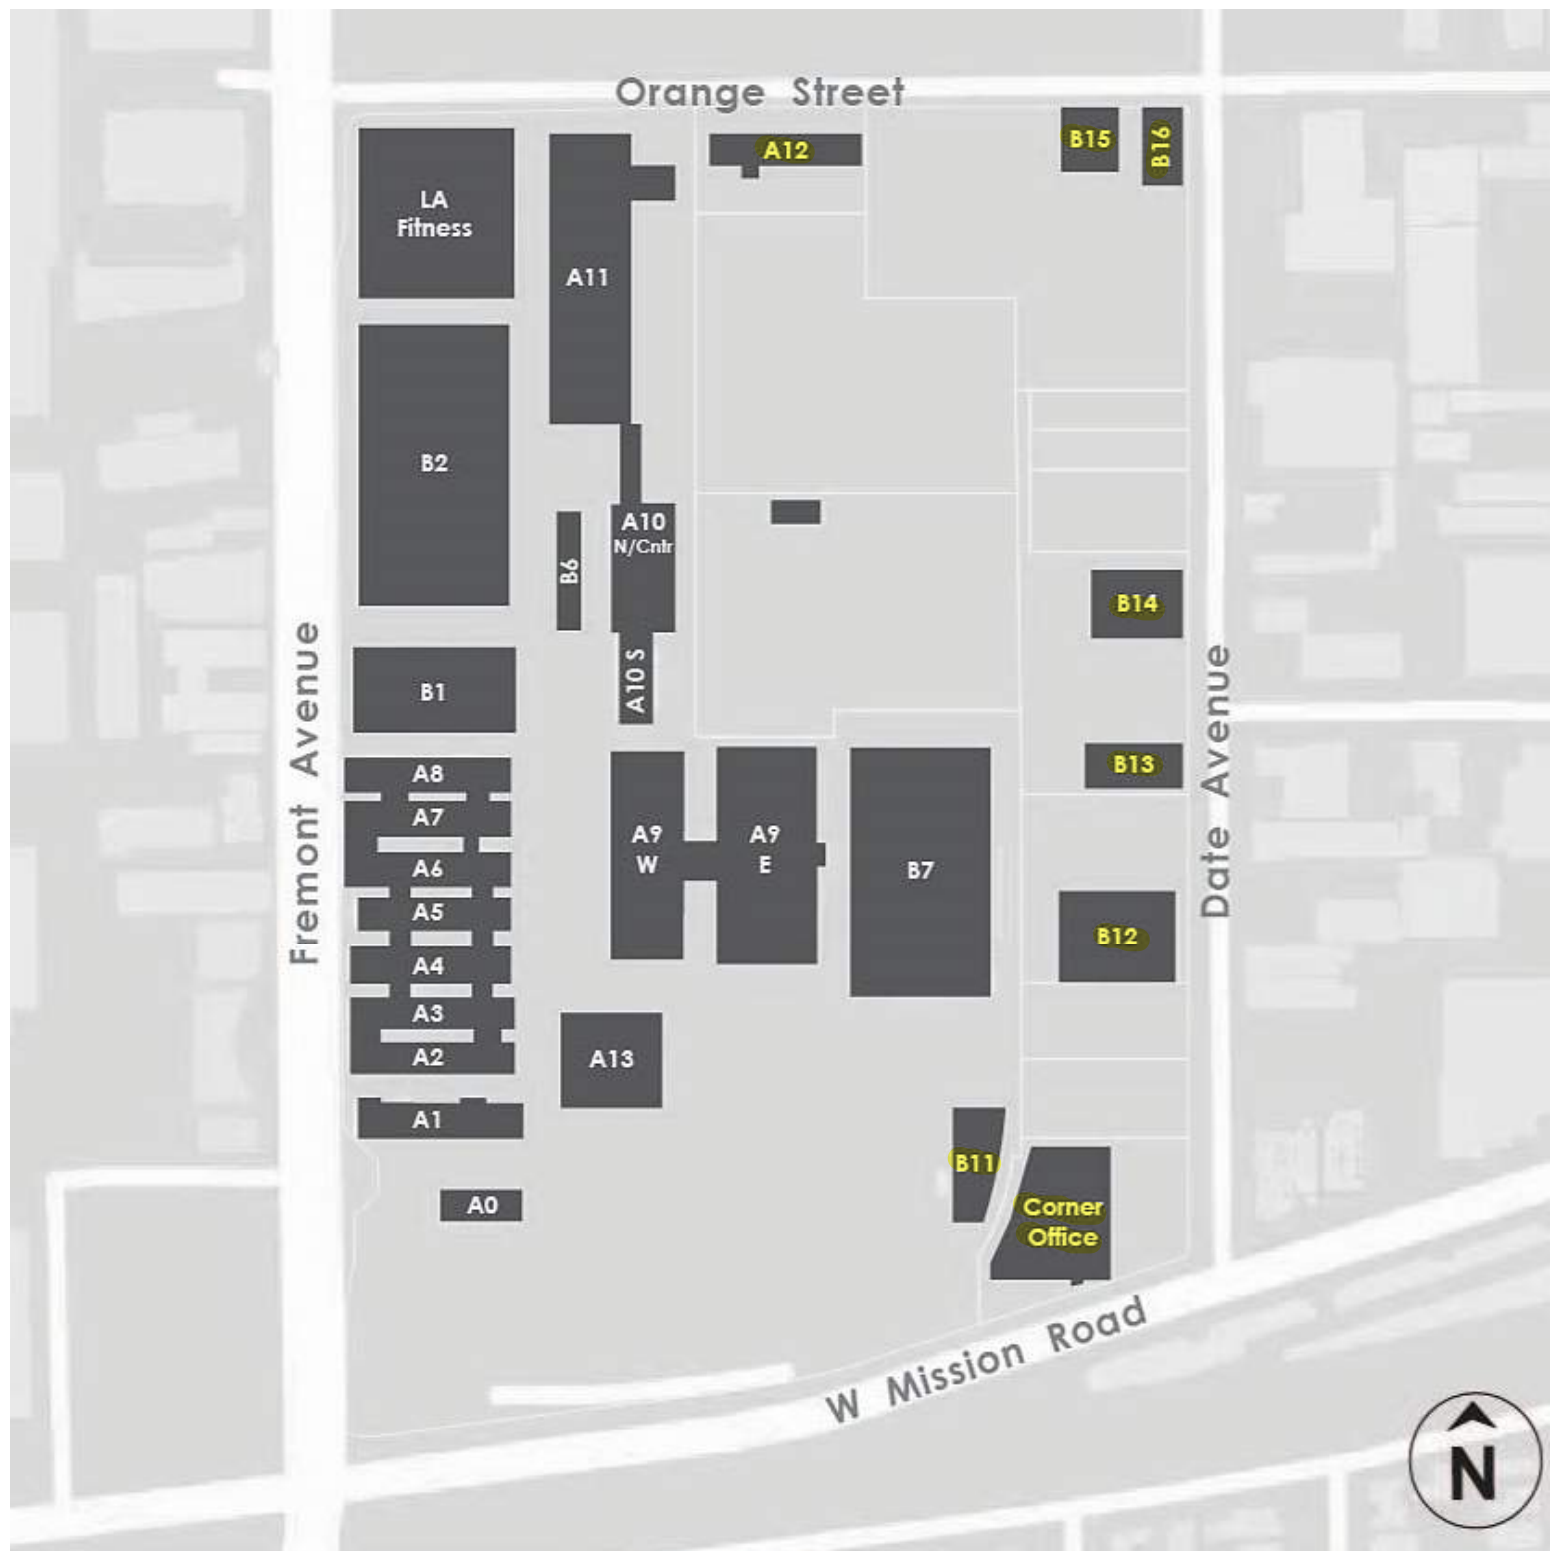 Orange Street
LA
Fitness
A11
A12
B15
B16
B2
A10
N/Cntr
B6
A10 S
B14
B1
Fremont Avenue
Date Avenue
A8
A7
A6
A5
A4
A3
A2
A1
A0
A9
W
A9
E
B7
B13
B12
A13
B11
Corner
Office
W Mission Road
N